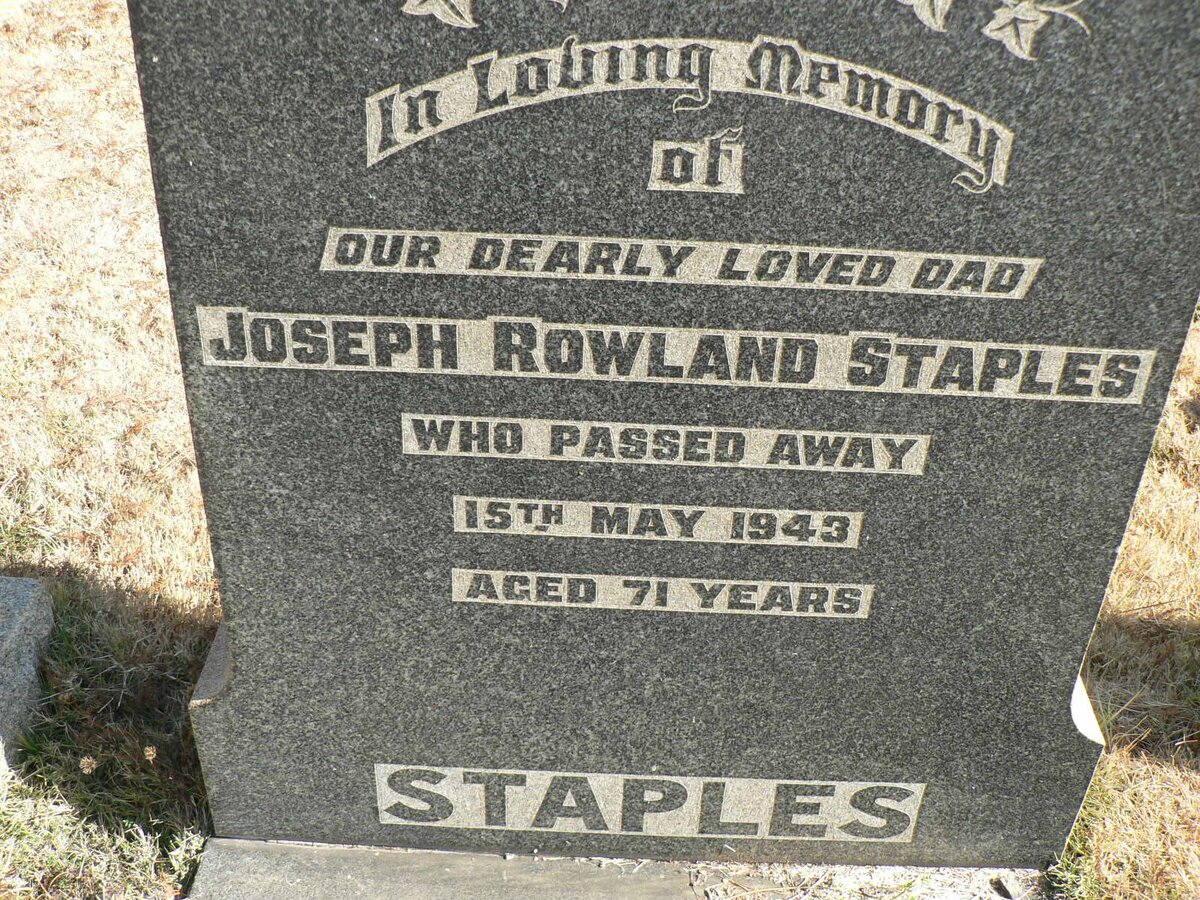 In Loving Memory
of
OUR DEARLY LOVED DAD
JOSEPH ROWLAND STAPLES
WHO PASSED AWAY
15TH MAY 1943
AGED 71 YEARS
STAPLES